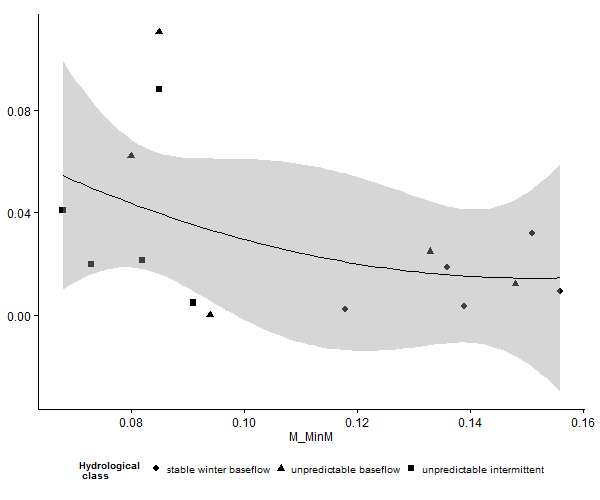 0.08
0.04
0.00
0.08 0.10 0.12 0.14 0.16
M_MinM
Hydrological class stable winter baseflow unpredictable baseflow unpredictable intermittent